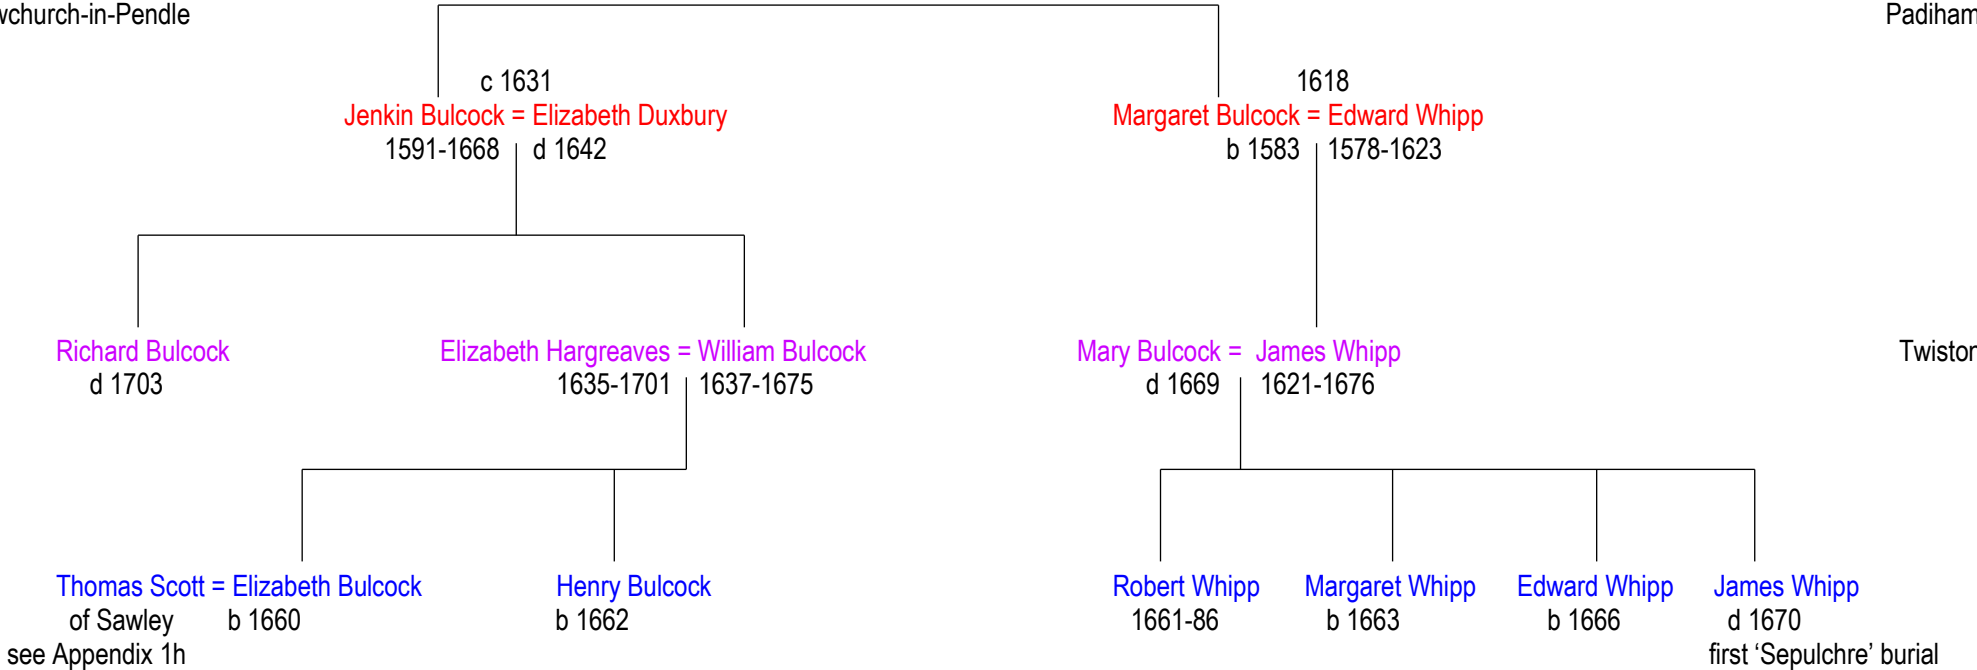 wchurch-in-Pendle Padiham
c 1631 1618
Jenkin Bulcock = Elizabeth Duxbury Margaret Bulcock = Edward Whipp
1591-1668 d 1642 b 1583 1578-1623
Richard Bulcock Elizabeth Hargreaves = William Bulcock Mary Bulcock = James Whipp Twiston
d 1703 1635-1701 1637-1675 d 1669 1621-1676
Thomas Scott = Elizabeth Bulcock Henry Bulcock Robert Whipp Margaret Whipp Edward Whipp James Whipp
of Sawley b 1660 b 1662 1661-86 b 1663 b 1666 d 1670
see Appendix 1h first ‘Sepulchre’ burial